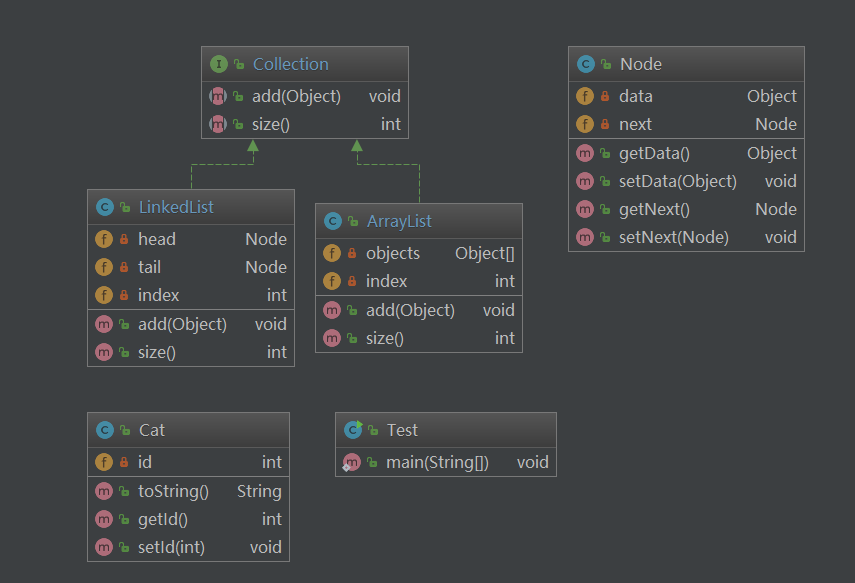 Collection
add(Object) void
size() int
Node
data Object
next Node
getData() Object
setData(Object) void
getNext() Node
setNext(Node) void
LinkedList
head Node
tail Node
index int
add(Object) void
size() int
ArrayList
objects Object[]
index int
add(Object) void
size() int
Cat
id int
toString() String
getId() int
setId(int) void
Test
main(String[]) void